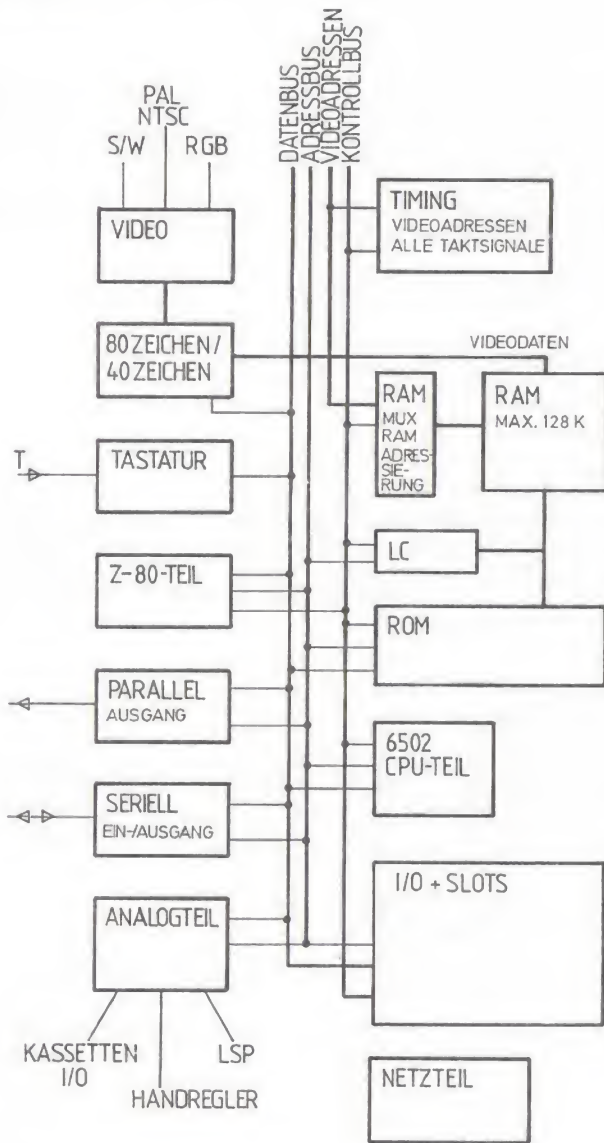 PAL
NTSC
S/W
RGB
DATENBUS
ADRESSBUS
VIDEOADRESSEN
KONTROLLBUS
VIDEO
TIMING
VIDEOADRESSEN
ALLE TAKTSIGNALE
80 ZEICHEN/
40 ZEICHEN
VIDEODATEN
RAM
MUX
RAM
ADRES-
SIE-
RUNG
RAM
MAX. 128 K
T
TASTATUR
LC
Z-80-TEIL
ROM
PARALLEL
AUSGANG
6502
CPU-TEIL
SERIELL
EIN-/AUSGANG
I/O + SLOTS
ANALOGTEIL
KASSETTEN
I/O
HANDREGLER
LSP
NETZTEIL